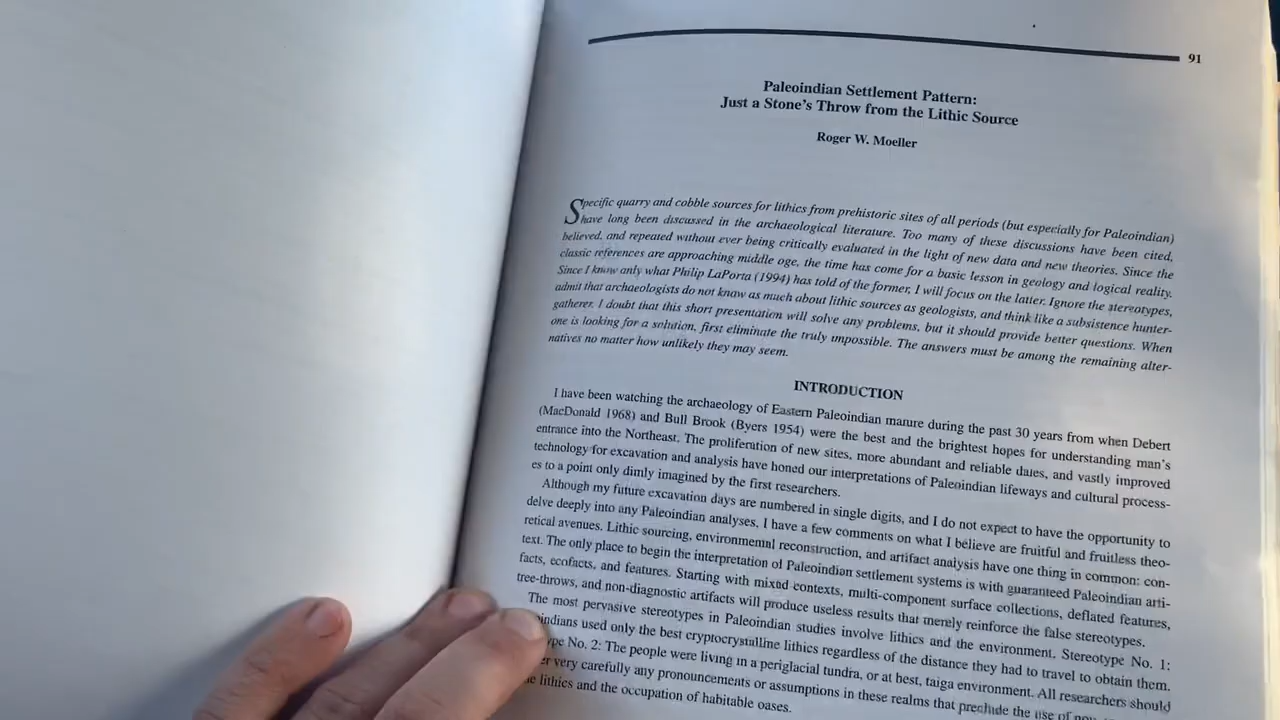 91
Paleoindian Settlement Pattern:
Just a Stone's Throw from the Lithic Source
Roger W. Moeller
Specific quarry and cobble sources for lithics from prehistoric sites of all periods (but especially for Paleoindian)
have long been discussed in the archaeological literature. Too many of these discussions have been cited,
believed, and repeated without ever being critically evaluated in the light of new data and new theories. Since the
classic references are approaching middle age, the time has come for a basic lesson in geology and logical reality.
Since I know only what Philip LaPorta (1994) has told of the former, I will focus on the latter. Ignore the stereotypes,
admit that archaeologists do not know as much about lithic sources as geologists, and think like a subsistence hunter-
gatherer. I doubt that this short presentation will solve any problems, but it should provide better questions. When
one is looking for a solution, first eliminate the truly impossible. The answers must be among the remaining alter-
natives no matter how unlikely they may seem.
INTRODUCTION
I have been watching the archaeology of Eastern Paleoindian mature during the past 30 years from when Debert
(MacDonald 1968) and Bull Brook (Byers 1954) were the best and the brightest hopes for understanding man's
entrance into the Northeast. The proliferation of new sites, more abundant and reliable dates, and vastly improved
technology for excavation and analysis have honed our interpretations of Paleoindian lifeways and cultural process-
es to a point only dimly imagined by the first researchers.
Although my future excavation days are numbered in single digits, and I do not expect to have the opportunity to
delve deeply into any Paleoindian analyses, I have a few comments on what I believe are fruitful and fruitless theo-
retical avenues. Lithic sourcing, environmental reconstruction, and artifact analysis have one thing in common: con-
text. The only place to begin the interpretation of Paleoindian settlement systems is with guaranteed Paleoindian arti-
facts, ecofacts, and features. Starting with mixed contexts, multi-component surface collections, deflated features,
tree-throws, and non-diagnostic artifacts will produce useless results that merely reinforce the false stereotypes.
The most pervasive stereotypes in Paleoindian studies involve lithics and the environment. Stereotype No. 1:
oindians used only the best cryptocrystalline lithics regardless of the distance they had to travel to obtain them.
ype No. 2: The people were living in a periglacial tundra, or at best, taiga environment. All researchers should
er very carefully any pronouncements or assumptions in these realms that preclude the use of
lithics and the occupation of habitable oases.